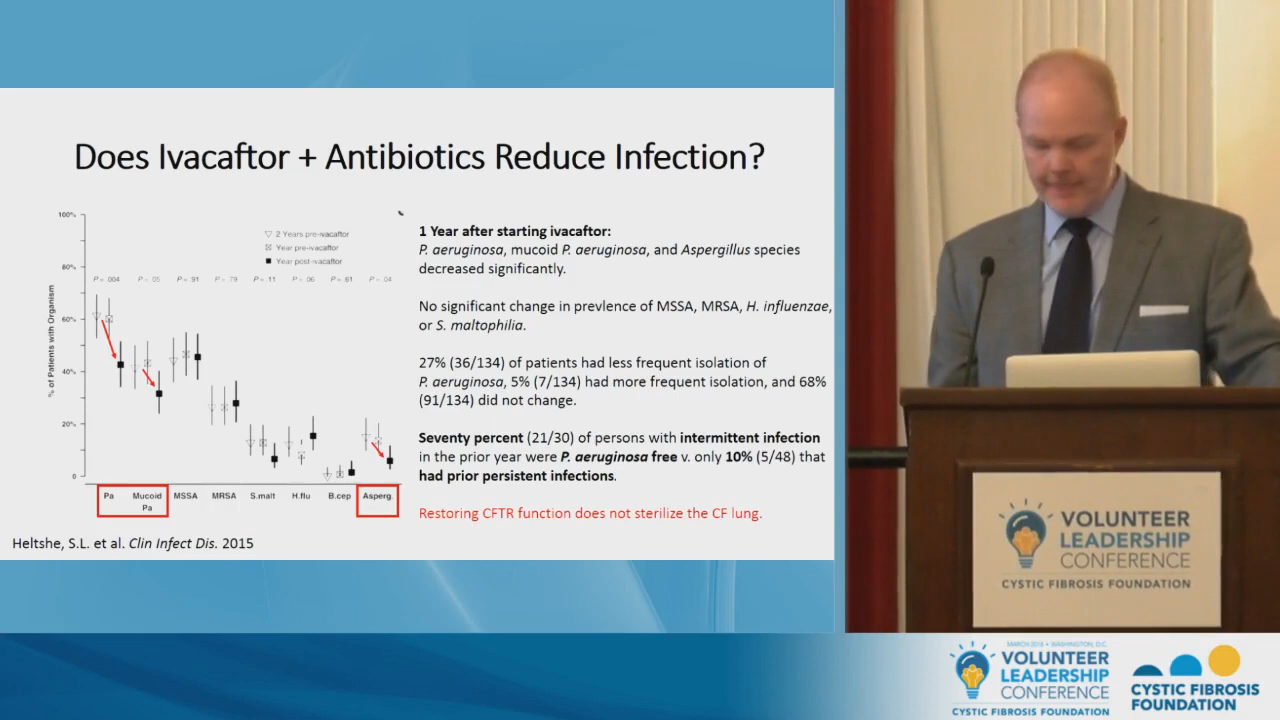 Does Ivacaftor + Antibiotics Reduce Infection?
100%
80%
60%
40%
20%
0
% of Patients with Organism
2 Years pre-ivacaftor
Year pre-ivacaftor
Year post-ivacaftor
P = .004
P = .05
P = .91
P = .79
P = .11
P = .06
P = .61
P = .04
Pa
Mucoid
Pa
MSSA
MRSA
S.malt
H.flu
B.cep
Asperg.
1 Year after starting ivacaftor:
P. aeruginosa, mucoid P. aeruginosa, and Aspergillus species
decreased significantly.
No significant change in prevlence of MSSA, MRSA, H. influenzae,
or S. maltophilia.
27% (36/134) of patients had less frequent isolation of
P. aeruginosa, 5% (7/134) had more frequent isolation, and 68%
(91/134) did not change.
Seventy percent (21/30) of persons with intermittent infection
in the prior year were P. aeruginosa free v. only 10% (5/48) that
had prior persistent infections.
Restoring CFTR function does not sterilize the CF lung.
Heltshe, S.L. et al. Clin Infect Dis. 2015
VOLUNTEER
LEADERSHIP
CONFERENCE
CYSTIC FIBROSIS FOUNDATION
MARCH 2018 • WASHINGTON, D.C.
VOLUNTEER
LEADERSHIP
CONFERENCE
CYSTIC FIBROSIS FOUNDATION
CYSTIC FIBROSIS
FOUNDATION